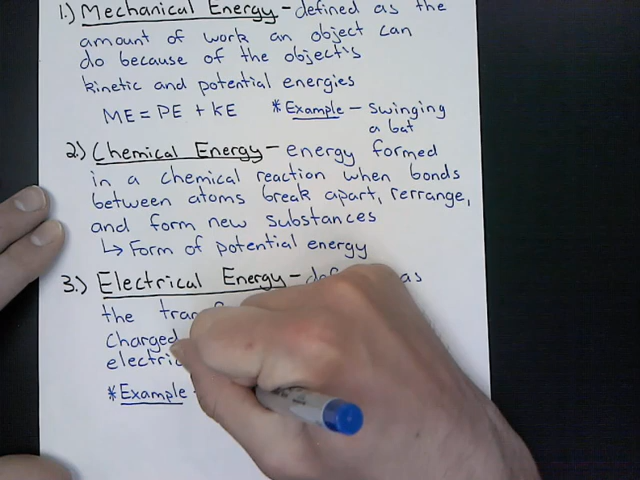 1.) Mechanical Energy - defined as the
amount of work an object can
do because of the object's
kinetic and potential energies
ME = PE + KE * Example - Swinging
a bat
2.) Chemical Energy - energy formed
in a chemical reaction when bonds
between atoms break apart, rerrange,
and form new substances
↳ Form of potential energy
3.) Electrical Energy - as
the
Charged
* Example